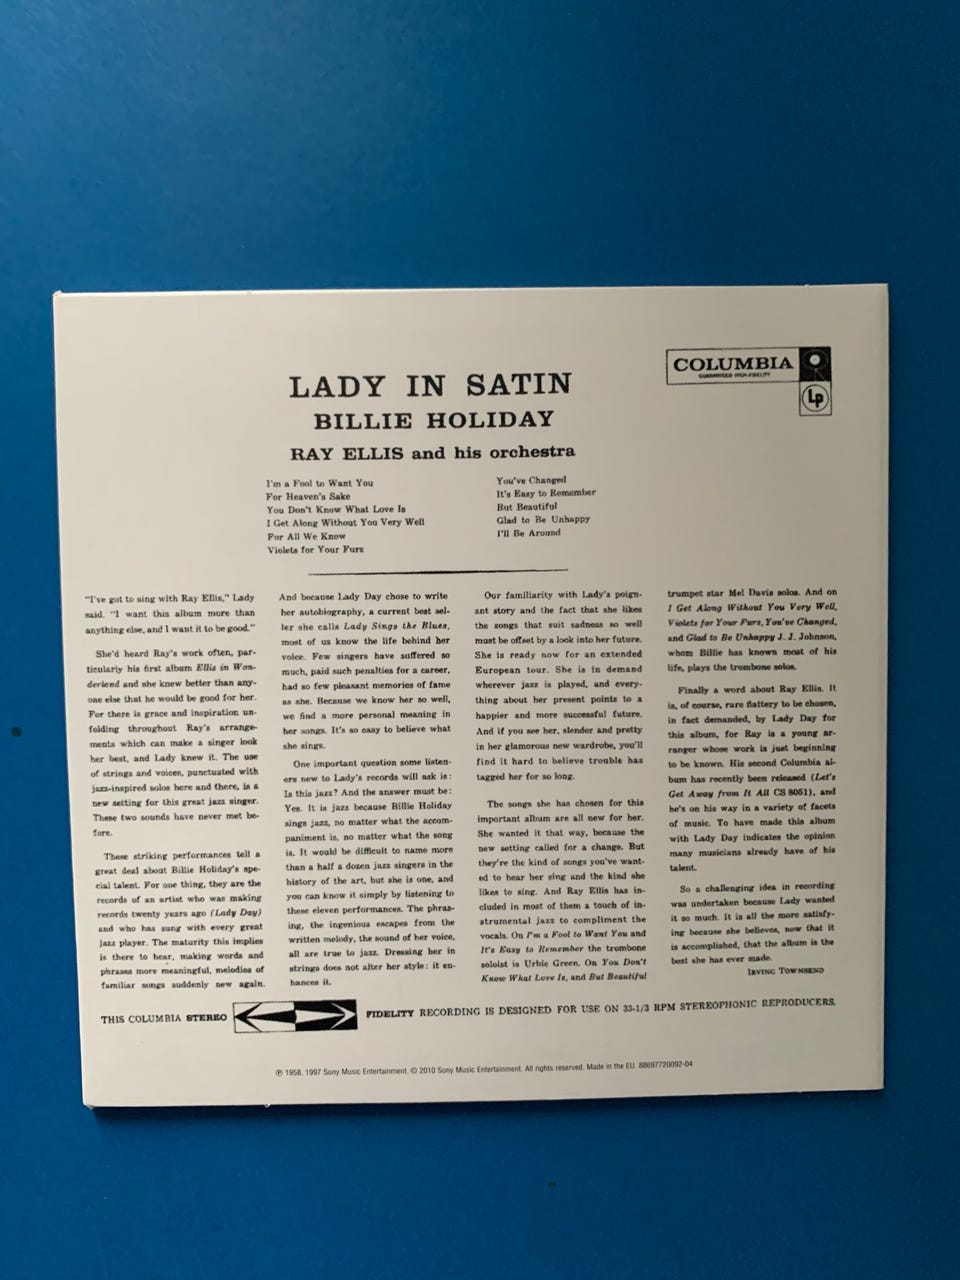 COLUMBIA
GUARANTEED HIGH-FIDELITY
Lp
LADY IN SATIN
BILLIE HOLIDAY
RAY ELLIS and his orchestra
I'm a Fool to Want You
For Heaven's Sake
You Don't Know What Love Is
I Get Along Without You Very Well
For All We Know
Violets for Your Furs
You've Changed
It's Easy to Remember
But Beautiful
Glad to Be Unhappy
I'll Be Around
"I've got to sing with Ray Ellis," Lady
said. "I want this album more than
anything else, and I want it to be good."
She'd heard Ray's work often, par-
ticularly his first album Ellis in Won-
derland and she knew better than any-
one else that he would be good for her.
For there is grace and inspiration un-
folding throughout Ray's arrange-
ments which can make a singer look
her best, and Lady knew it. The use
of strings and voices, punctuated with
jazz-inspired solos here and there, is a
new setting for this great jazz singer.
These two sounds have never met be-
fore.
These striking performances tell a
great deal about Billie Holiday's spe-
cial talent. For one thing, they are the
records of an artist who was making
records twenty years ago (Lady Day)
and who has sung with every great
jazz player. The maturity this implies
is there to hear, making words and
phrases more meaningful, melodies of
familiar songs suddenly new again.
And because Lady Day chose to write
her autobiography, a current best sel-
ler she calls Lady Sings the Blues,
most of us know the life behind her
voice. Few singers have suffered so
much, paid such penalties for a career,
had so few pleasant memories of fame
as she. Because we know her so well,
we find a more personal meaning in
her songs. It's so easy to believe what
she sings.
One important question some listen-
ers new to Lady's records will ask is:
Is this jazz? And the answer must be:
Yes. It is jazz because Billie Holiday
sings jazz, no matter what the accom-
paniment is, no matter what the song
is. It would be difficult to name more
than a half a dozen jazz singers in the
history of the art, but she is one, and
you can know it simply by listening to
these eleven performances. The phras-
ing, the ingenious escapes from the
written melody, the sound of her voice,
all are true to jazz. Dressing her in
strings does not alter her style: it en-
hances it.
Our familiarity with Lady's poign-
ant story and the fact that she likes
the songs that suit sadness so well
must be offset by a look into her future.
She is ready now for an extended
European tour. She is in demand
wherever jazz is played, and every-
thing about her present points to a
happier and more successful future.
And if you see her, slender and pretty
in her glamorous new wardrobe, you'll
find it hard to believe trouble has
tagged her for so long.
The songs she has chosen for this
important album are all new for her.
She wanted it that way, because the
new setting called for a change. But
they're the kind of songs you've want-
ed to hear her sing and the kind she
likes to sing. And Ray Ellis has in-
cluded in most of them a touch of in-
strumental jazz to compliment the
vocals. On I'm a Fool to Want You and
It's Easy to Remember the trombone
soloist is Urbie Green. On You Don't
Know What Love Is, and But Beautiful
trumpet star Mel Davis solos. And on
I Get Along Without You Very Well,
Violets for Your Furs, You've Changed,
and Glad to Be Unhappy J. J. Johnson,
whom Billie has known most of his
life, plays the trombone solos.
Finally a word about Ray Ellis. It
is, of course, rare flattery to be chosen,
in fact demanded, by Lady Day for
this album, for Ray is a young ar-
ranger whose work is just beginning
to be known. His second Columbia al-
bum has recently been released (Let's
Get Away from It All CS 8051), and
he's on his way in a variety of facets
of music. To have made this album
with Lady Day indicates the opinion
many musicians already have of his
talent.
So a challenging idea in recording
was undertaken because Lady wanted
it so much. It is all the more satisfy-
ing because she believes, now that it
is accomplished, that the album is the
best she has ever made.
IRVING TOWNSEND
THIS COLUMBIA STEREO FIDELITY RECORDING IS DESIGNED FOR USE ON 33-1/3 RPM STEREOPHONIC REPRODUCERS.
℗ 1958, 1997 Sony Music Entertainment. © 2010 Sony Music Entertainment. All rights reserved. Made in the EU. 88697720092-04